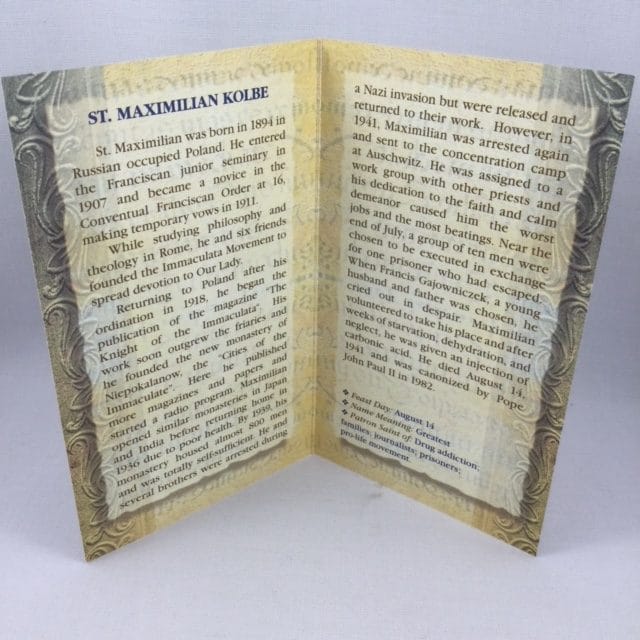 ST. MAXIMILIAN KOLBE
St. Maximilian was born in 1894 in
Russian occupied Poland. He entered
the Franciscan junior seminary in
1907 and became a novice in the
Conventual Franciscan Order at 16,
making temporary vows in 1911.
While studying philosophy and
theology in Rome, he and six friends
founded the Immaculata Movement to
spread devotion to Our Lady.
Returning to Poland after his
ordination in 1918, he began the
publication of the magazine "The
Knight of the Immaculata". His
work soon outgrew the friaries and
he founded the new monastery of
Niepokalanow, the "Cities of the
Immaculate". Here he published
more magazines and papers and
started a radio program. Maximilian
opened similar monasteries in Japan
and India before returning home in
1936 due to poor health. By 1939, his
monastery housed almost 800 men
and was totally self-sufficient. He and
several brothers were arrested during
a Nazi invasion but were released and
returned to their work. However, in
1941, Maximilian was arrested again
and sent to the concentration camp
at Auschwitz. He was assigned to a
work group with other priests and
his dedication to the faith and calm
demeanor caused him the worst
jobs and the most beatings. Near the
end of July, a group of ten men were
chosen to be executed in exchange
for one prisoner who had escaped.
When Francis Gajowniczek, a young
husband and father was chosen, he
cried out in despair. Maximilian
volunteered to take his place and after
weeks of starvation, dehydration, and
neglect, he was given an injection of
carbonic acid. He died August 14,
1941 and was canonized by Pope
John Paul II in 1982.
❖ Feast Day: August 14
❖ Name Meaning: Greatest
❖ Patron Saint of: Drug addiction;
families; journalists; prisoners;
pro-life movement.